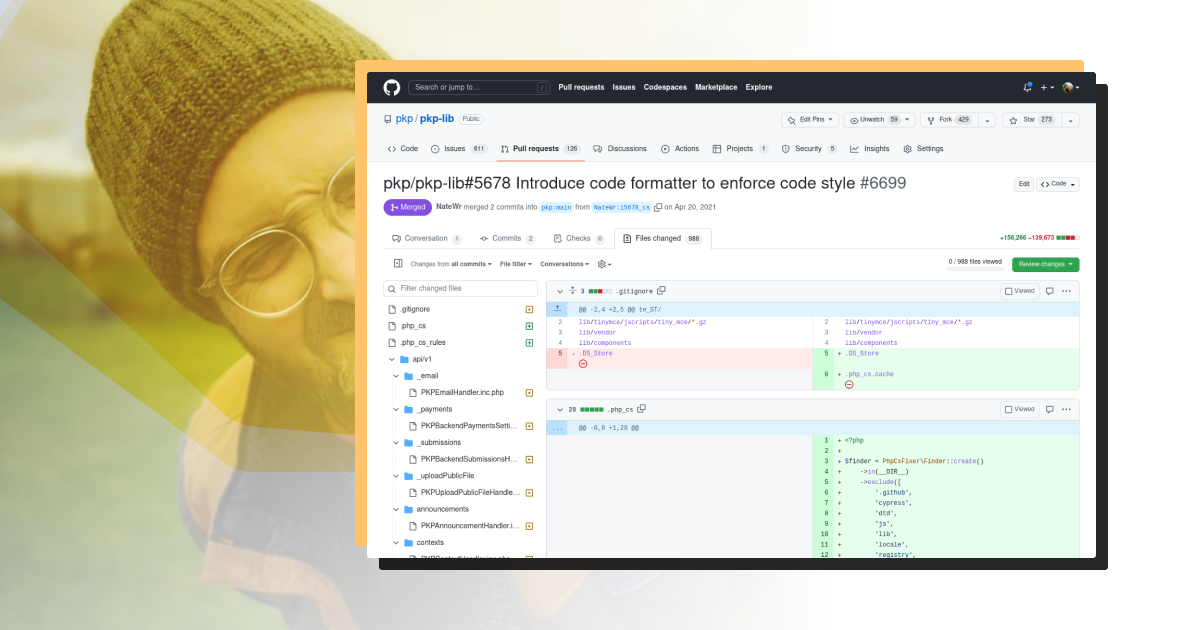 Search or jump to… /
Pull requests Issues Codespaces Marketplace Explore
pkp / pkp-lib Public
Edit Pins Unwatch 59 Fork 429 Star 273
Code Issues 611 Pull requests 126 Discussions Actions Projects 1 Security 5 Insights Settings
pkp/pkp-lib#5678 Introduce code formatter to enforce code style #6699
Edit <> Code
Merged NateWr merged 2 commits into pkp:main from NateWr:i5678_cs on Apr 20, 2021
Conversation 1 Commits 2 Checks 0 Files changed 988
+156,266 −139,673
Changes from all commits File filter Conversations
0 / 988 files viewed
Review changes
Filter changed files
.gitignore
.php_cs
.php_cs_rules
api/v1
_email
PKPEmailHandler.inc.php
_payments
PKPBackendPaymentsSetti...
_submissions
PKPBackendSubmissionsH...
_uploadPublicFile
PKPUploadPublicFileHandle...
announcements
PKPAnnouncementHandler.i...
contexts
3 .gitignore Viewed
@@ -2,4 +2,5 @@ te_ST/
2 lib/tinymce/jscripts/tiny_mce/*.gz 2 lib/tinymce/jscripts/tiny_mce/*.gz
3 lib/vendor 3 lib/vendor
4 lib/components 4 lib/components
5 - .DS_Store 5 + .DS_Store
6 + .php_cs.cache
28 .php_cs Viewed
... @@ -0,0 +1,28 @@
1 + <?php
2 +
3 + $finder = PhpCsFixer\Finder::create()
4 + ->in(__DIR__)
5 + ->exclude([
6 + '.github',
7 + 'cypress',
8 + 'dtd',
9 + 'js',
10 + 'lib',
11 + 'locale',
12 + 'registry',